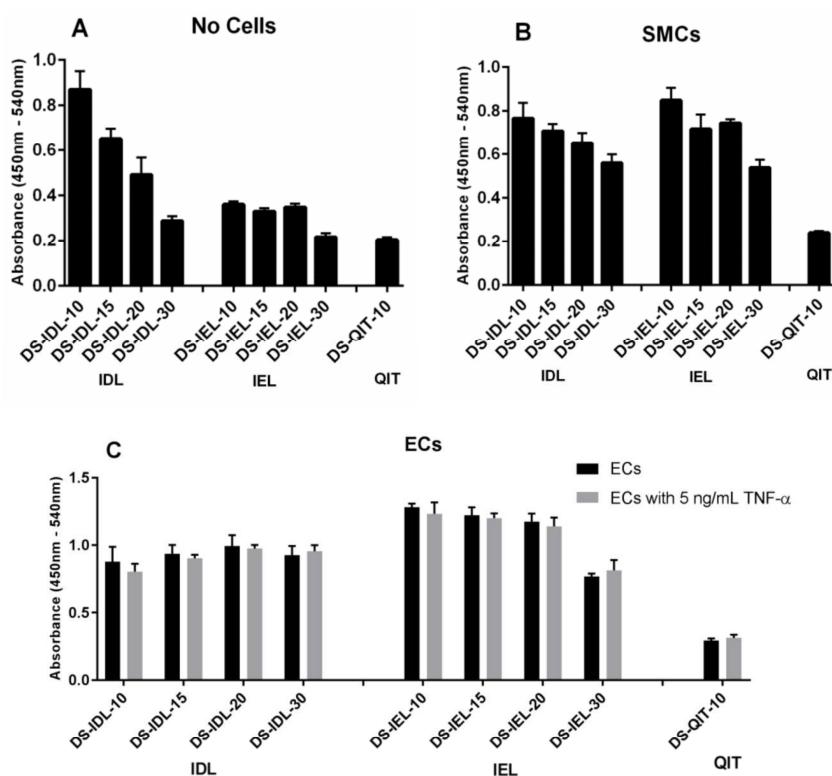 A
No Cells
Absorbance (450nm - 540nm)
1.0
0.8
0.6
0.4
0.2
0.0
DS-IDL-10
DS-IDL-15
DS-IDL-20
DS-IDL-30
DS-IEL-10
DS-IEL-15
DS-IEL-20
DS-IEL-30
DS-QIT-10
IDL
IEL
QIT
B
SMCs
Absorbance (450nm - 540nm)
1.0
0.8
0.6
0.4
0.2
0.0
DS-IDL-10
DS-IDL-15
DS-IDL-20
DS-IDL-30
DS-IEL-10
DS-IEL-15
DS-IEL-20
DS-IEL-30
DS-QIT-10
IDL
IEL
QIT
C
ECs
ECs
ECs with 5 ng/mL TNF-α
Absorbance (450nm - 540nm)
1.5
1.0
0.5
0.0
DS-IDL-10
DS-IDL-15
DS-IDL-20
DS-IDL-30
DS-IEL-10
DS-IEL-15
DS-IEL-20
DS-IEL-30
DS-QIT-10
IDL
IEL
QIT